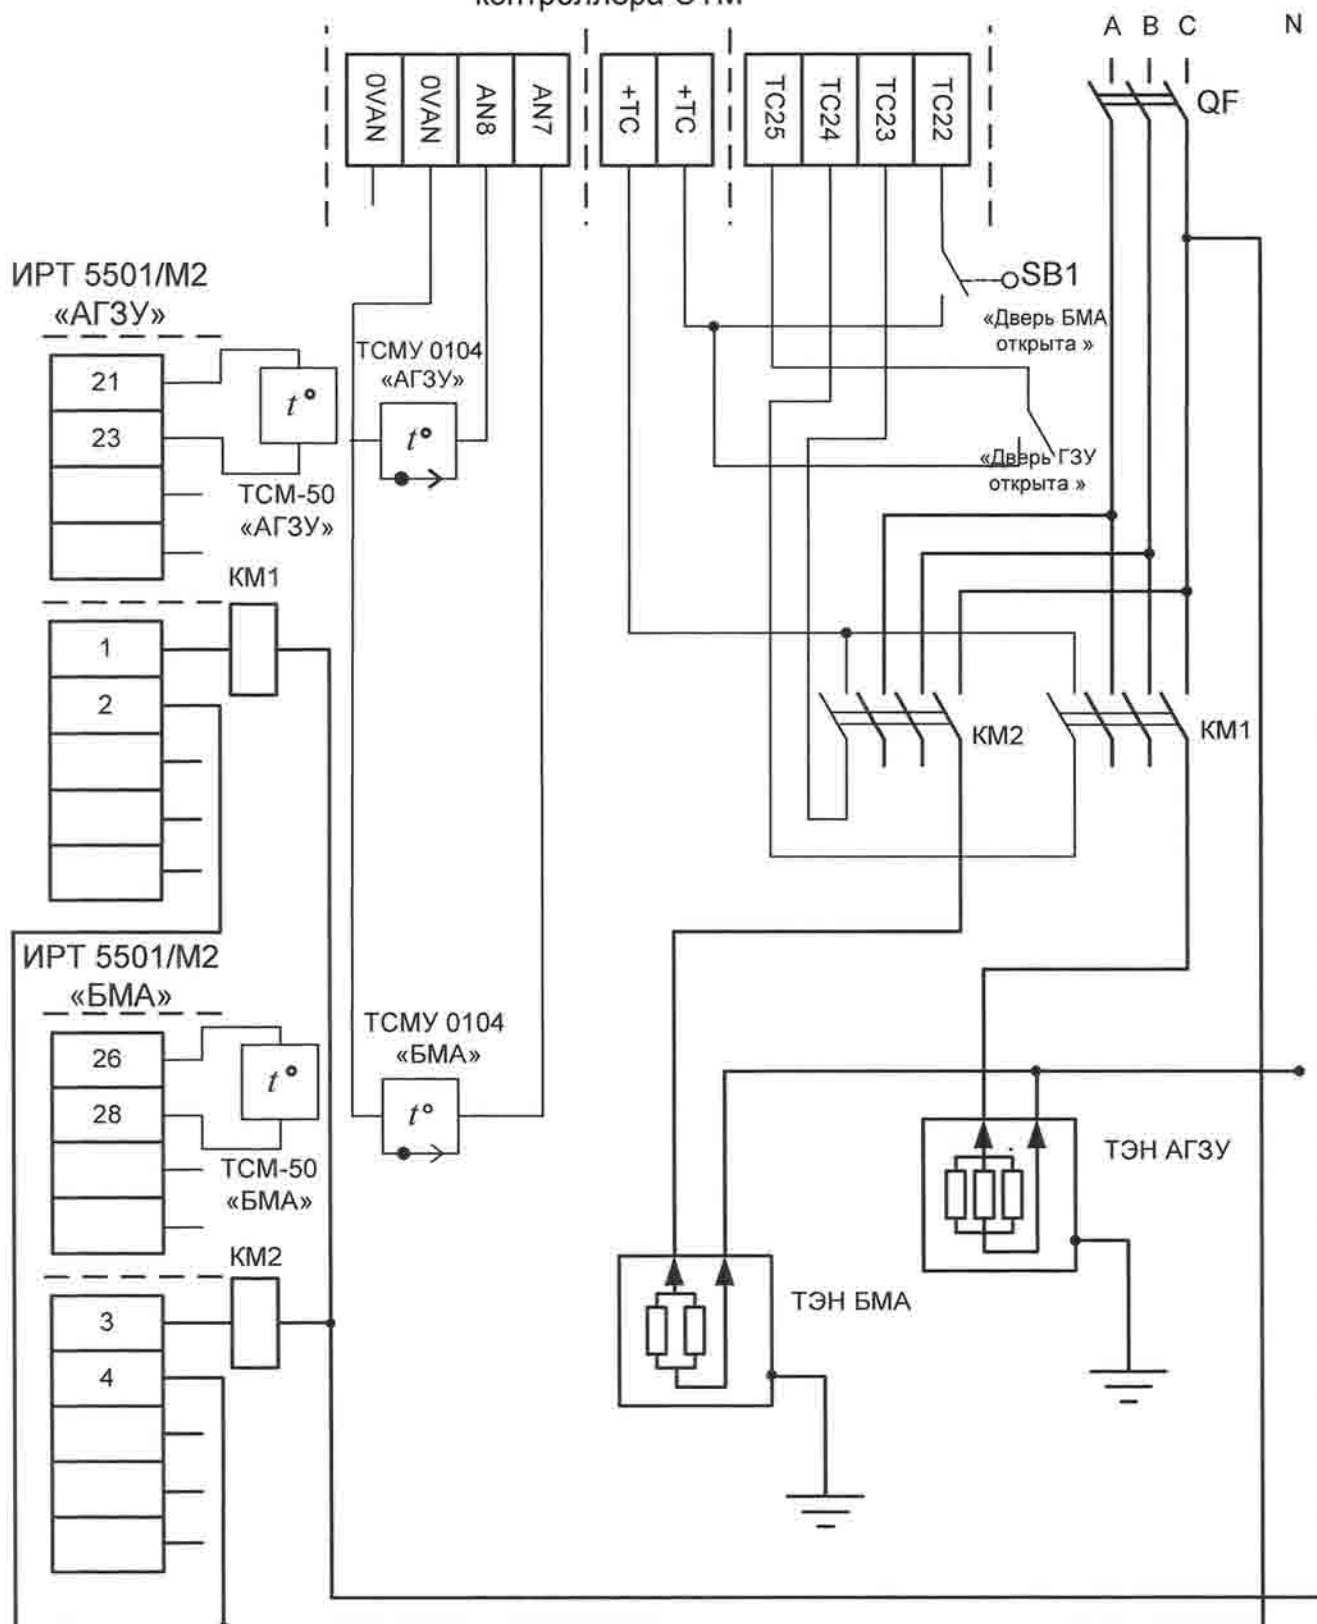 A B C N
QF
0VAN
0VAN
AN8
AN7
+TC
+TC
TC25
TC24
TC23
TC22
SB1
«Дверь БМА
открыта »
ИРТ 5501/М2
«АГЗУ»
21
23
t°
ТСМ-50
«АГЗУ»
ТСМУ 0104
«АГЗУ»
t°
«Дверь ГЗУ
открыта »
КМ1
1
2
КМ2
КМ1
ИРТ 5501/М2
«БМА»
26
28
t°
ТСМ-50
«БМА»
ТСМУ 0104
«БМА»
t°
ТЭН АГЗУ
КМ2
3
4
ТЭН БМА